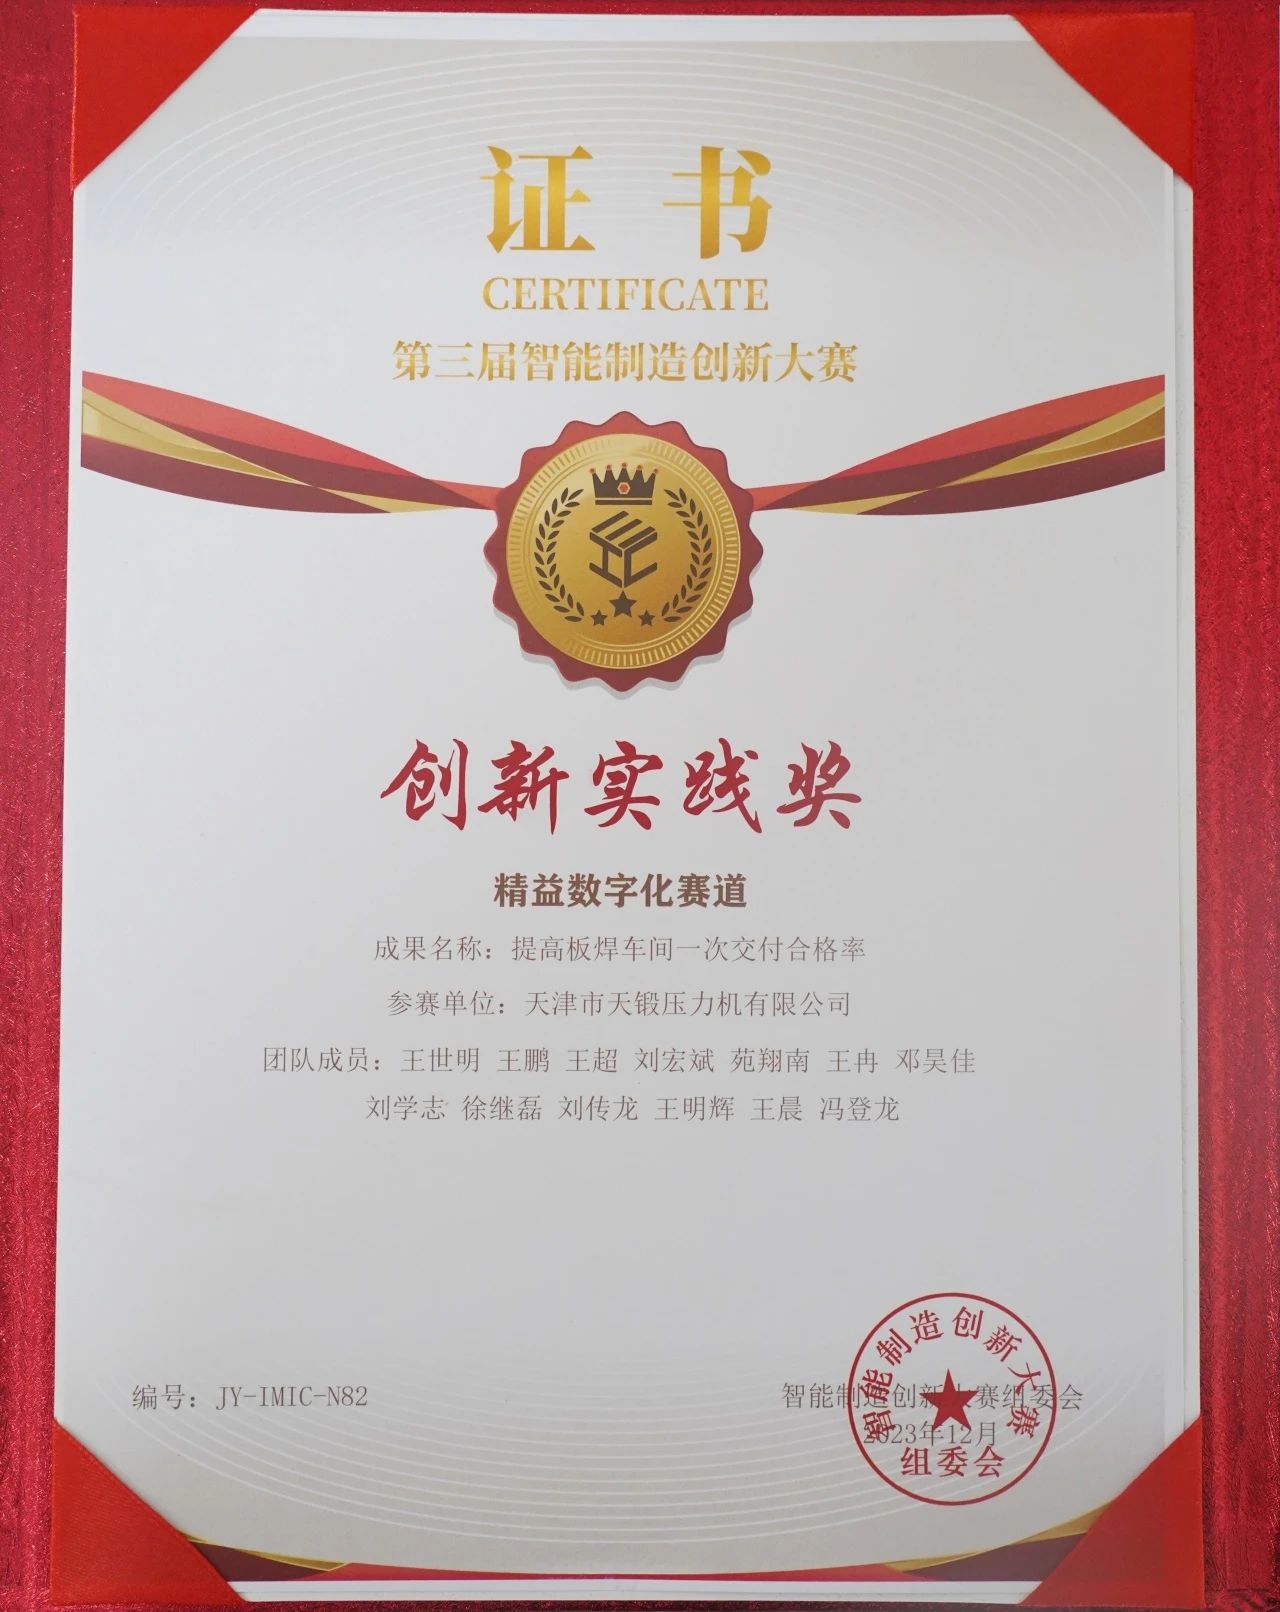 证书
CERTIFICATE
第三届智能制造创新大赛
创新实践奖
精益数字化赛道
成果名称：提高板焊车间一次交付合格率
参赛单位：天津市天锻压力机有限公司
团队成员：王世明 王鹏 王超 刘宏斌 苑翔南 王冉 邓昊佳
刘学志 徐继磊 刘传龙 王明辉 王晨 冯登龙
编号：JY-IMIC-N82
智能制造创新大赛组委会
2023年12月
智能制造创新大赛
组委会